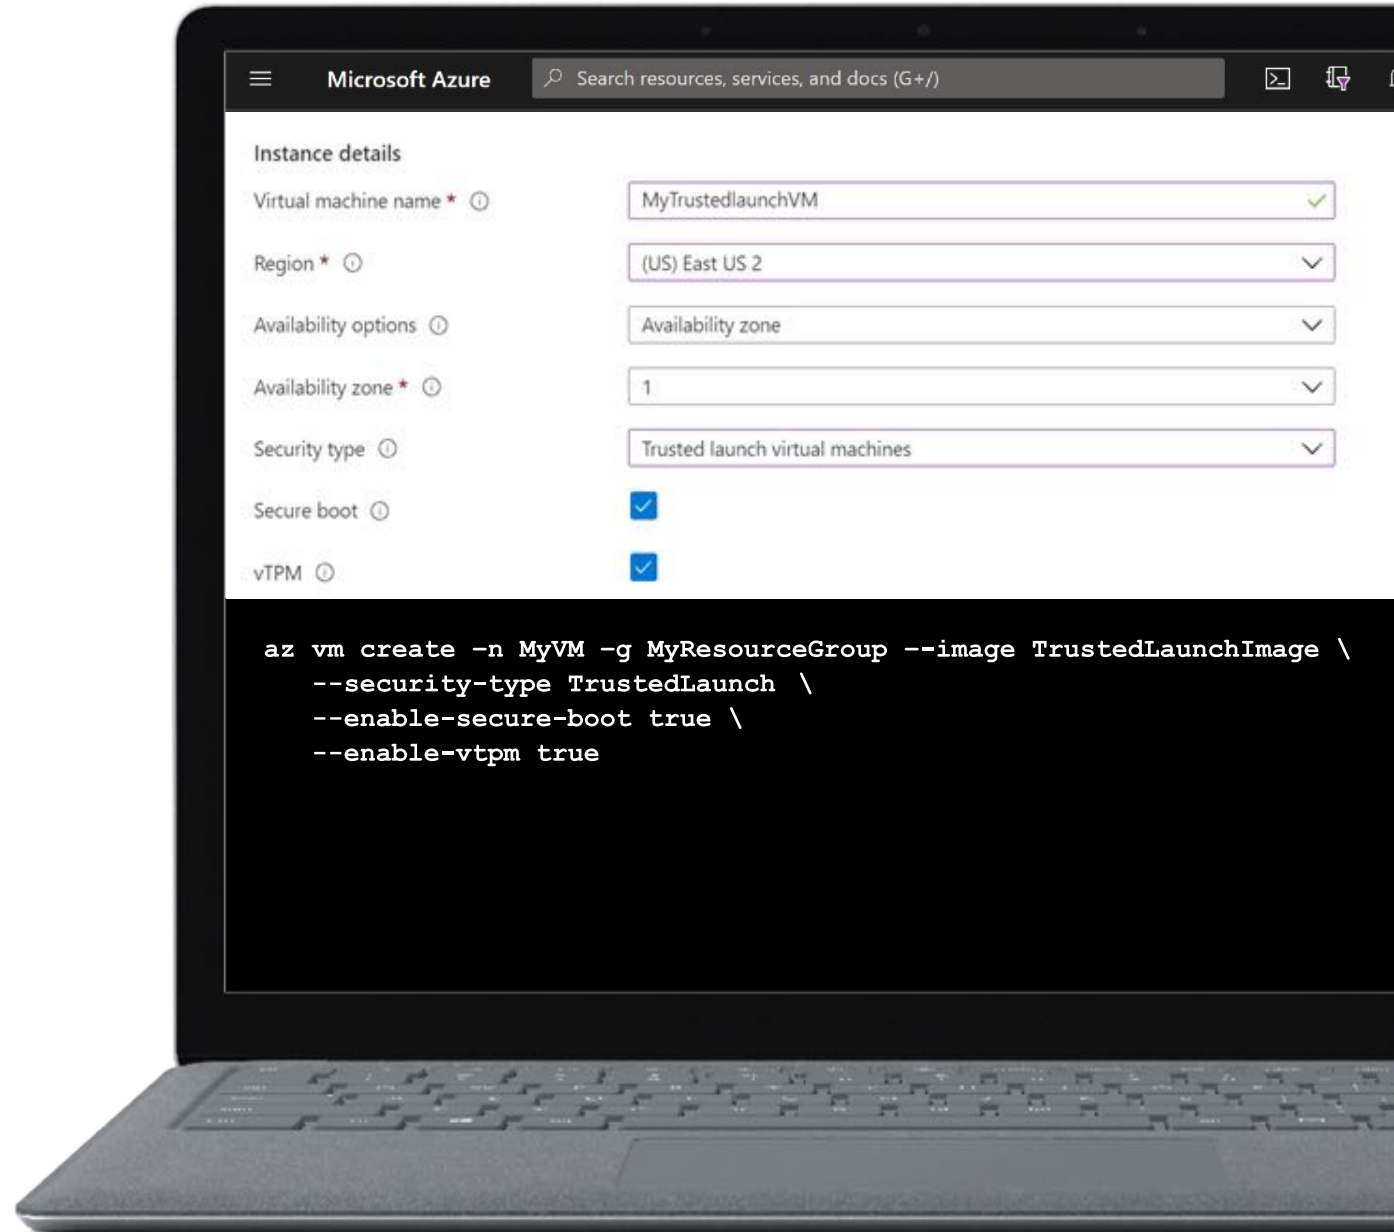 Microsoft Azure
Search resources, services, and docs (G+/)
Instance details
Virtual machine name *
MyTrustedlaunchVM
Region *
(US) East US 2
Availability options
Availability zone
Availability zone *
1
Security type
Trusted launch virtual machines
Secure boot
vTPM
az vm create –n MyVM –g MyResourceGroup –-image TrustedLaunchImage \
--security-type TrustedLaunch \
--enable-secure-boot true \
--enable-vtpm true